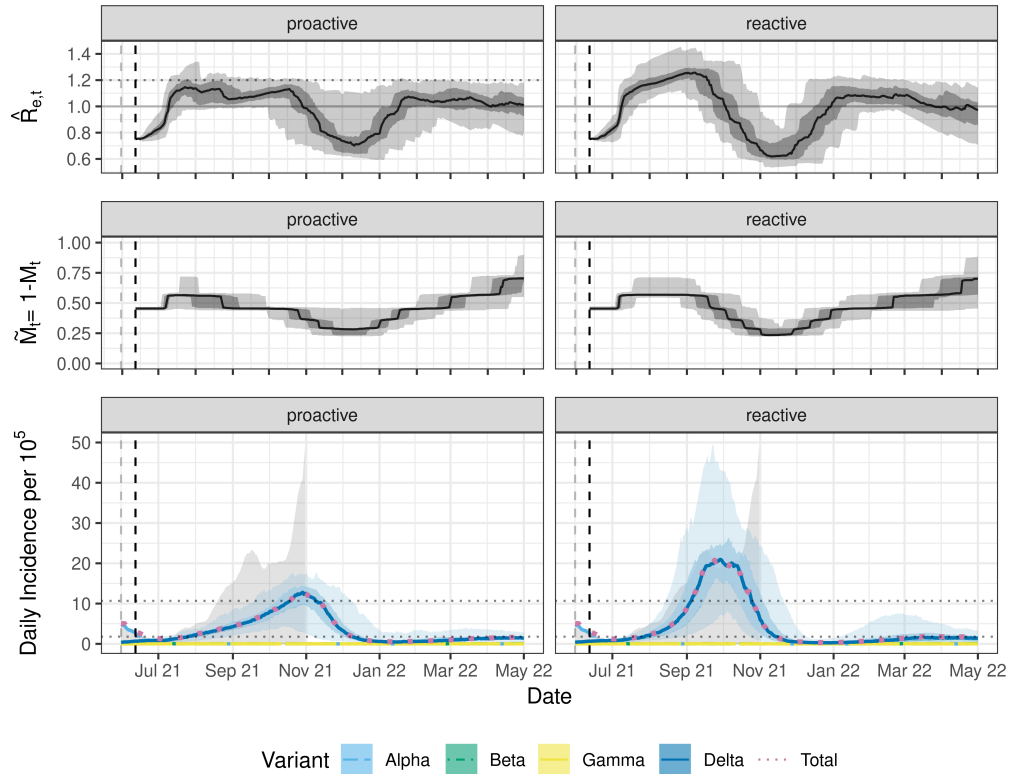 proactive
reactive
R̂e,t
1.4
1.2
1.0
0.8
0.6
proactive
reactive
M̃t= 1-Mt
1.00
0.75
0.50
0.25
0.00
proactive
reactive
Daily Incidence per 10⁵
50
40
30
20
10
0
Jul 21 Sep 21 Nov 21 Jan 22 Mar 22 May 22
Jul 21 Sep 21 Nov 21 Jan 22 Mar 22 May 22
Date
Variant Alpha Beta Gamma Delta Total